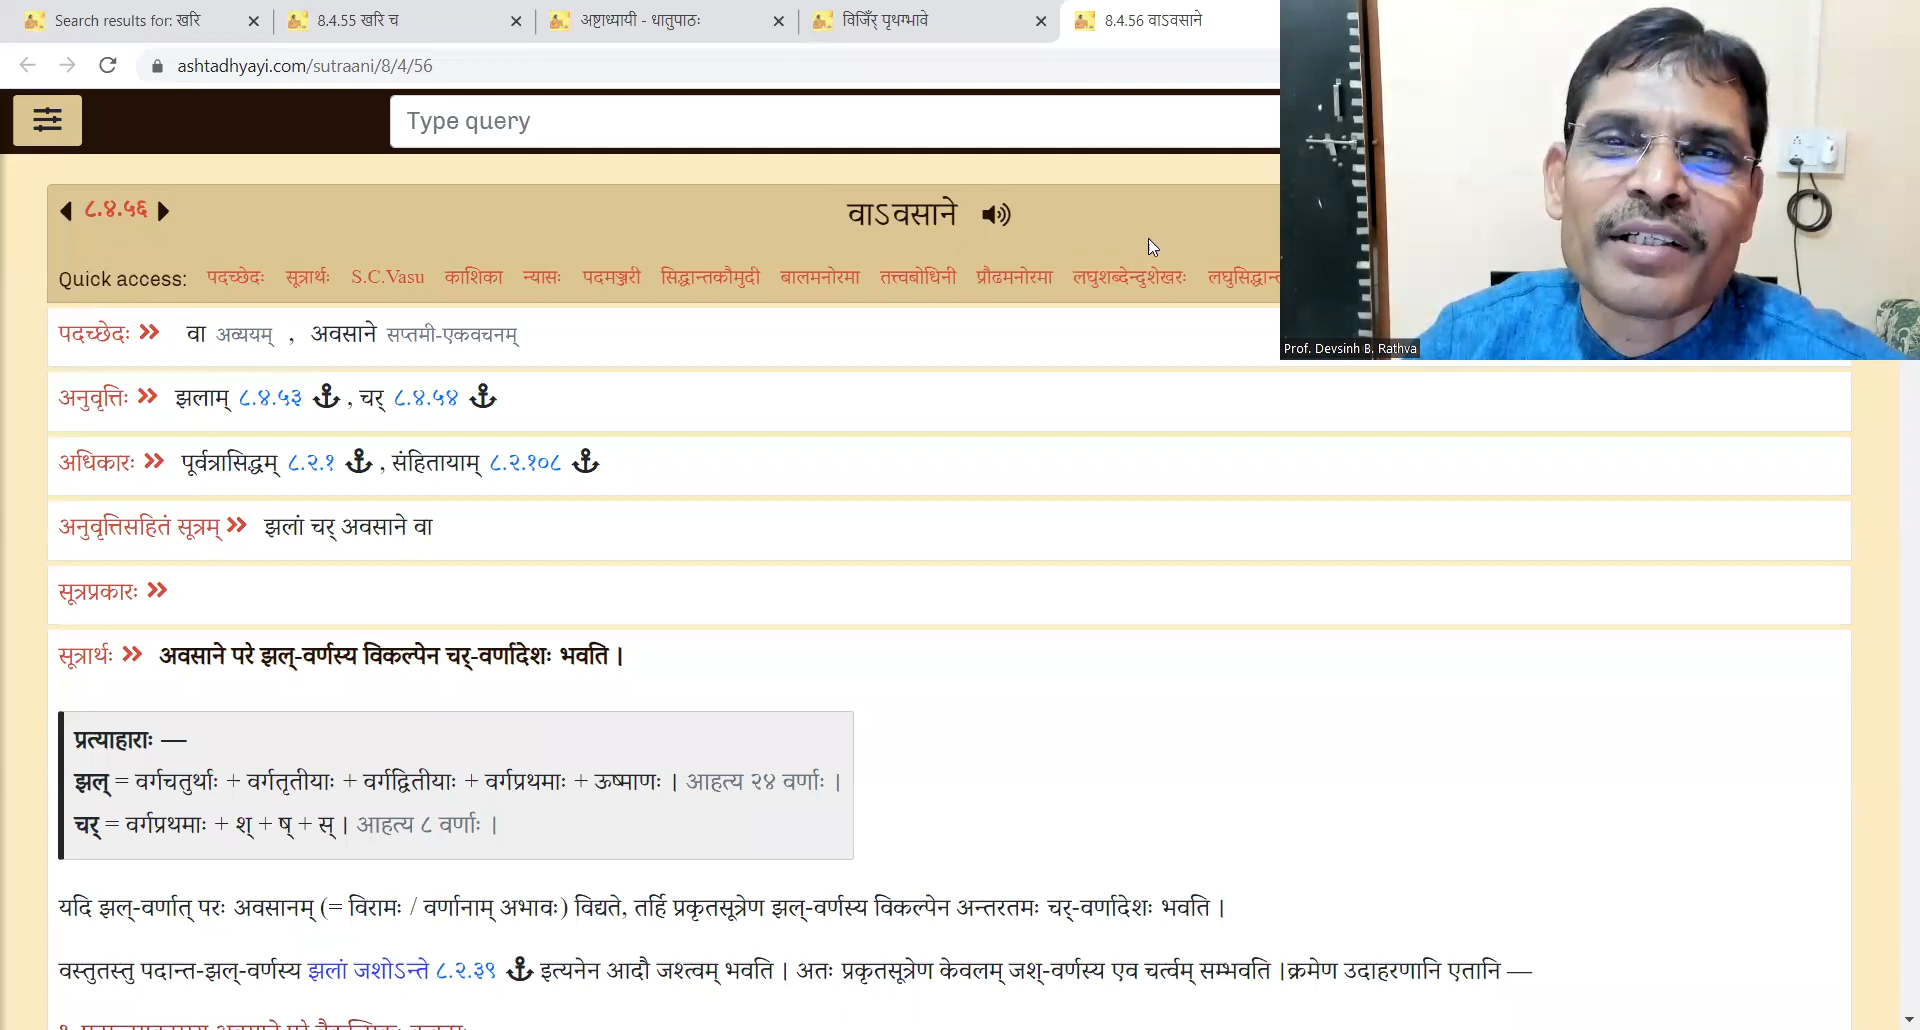 Search results for: खरि
8.4.55 खरि च
अष्टाध्यायी - धातुपाठः
विजिँर् पृथग्भावे
8.4.56 वाऽवसाने
ashtadhyayi.com/sutraani/8/4/56
Type query
८.४.५६
वाऽवसाने
Quick access: पदच्छेदः सूत्रार्थः S.C.Vasu काशिका न्यासः पदमञ्जरी सिद्धान्तकौमुदी बालमनोरमा तत्त्वबोधिनी प्रौढमनोरमा लघुशब्देन्दुशेखरः
Prof. Devsinh B. Rathva
पदच्छेदः वा अव्ययम् , अवसाने सप्तमी-एकवचनम्
अनुवृत्तिः झलाम् ८.४.५३ , चर् ८.४.५४
अधिकारः पूर्वत्रासिद्धम् ८.२.१ , संहितायाम् ८.२.१०८
अनुवृत्तिसहितं सूत्रम् झलां चर् अवसाने वा
सूत्रप्रकारः
सूत्रार्थः अवसाने परे झल्-वर्णस्य विकल्पेन चर्-वर्णादेशः भवति ।
प्रत्याहाराः —
झल् = वर्गचतुर्थाः + वर्गतृतीयाः + वर्गद्वितीयाः + वर्गप्रथमाः + ऊष्माणः । आहत्य २४ वर्णाः ।
चर् = वर्गप्रथमाः + श् + ष् + स् । आहत्य ८ वर्णाः ।
यदि झल्-वर्णात् परः अवसानम् (= विरामः / वर्णानाम् अभावः) विद्यते, तर्हि प्रकृतसूत्रेण झल्-वर्णस्य विकल्पेन अन्तरतमः चर्-वर्णादेशः भवति ।
वस्तुतस्तु पदान्त-झल्-वर्णस्य झलां जशोऽन्ते ८.२.३९ इत्यनेन आदौ जश्त्वम् भवति । अतः प्रकृतसूत्रेण केवलम् जश्-वर्णस्य एव चर्त्वम् सम्भवति ।क्रमेण उदाहरणानि एतानि —